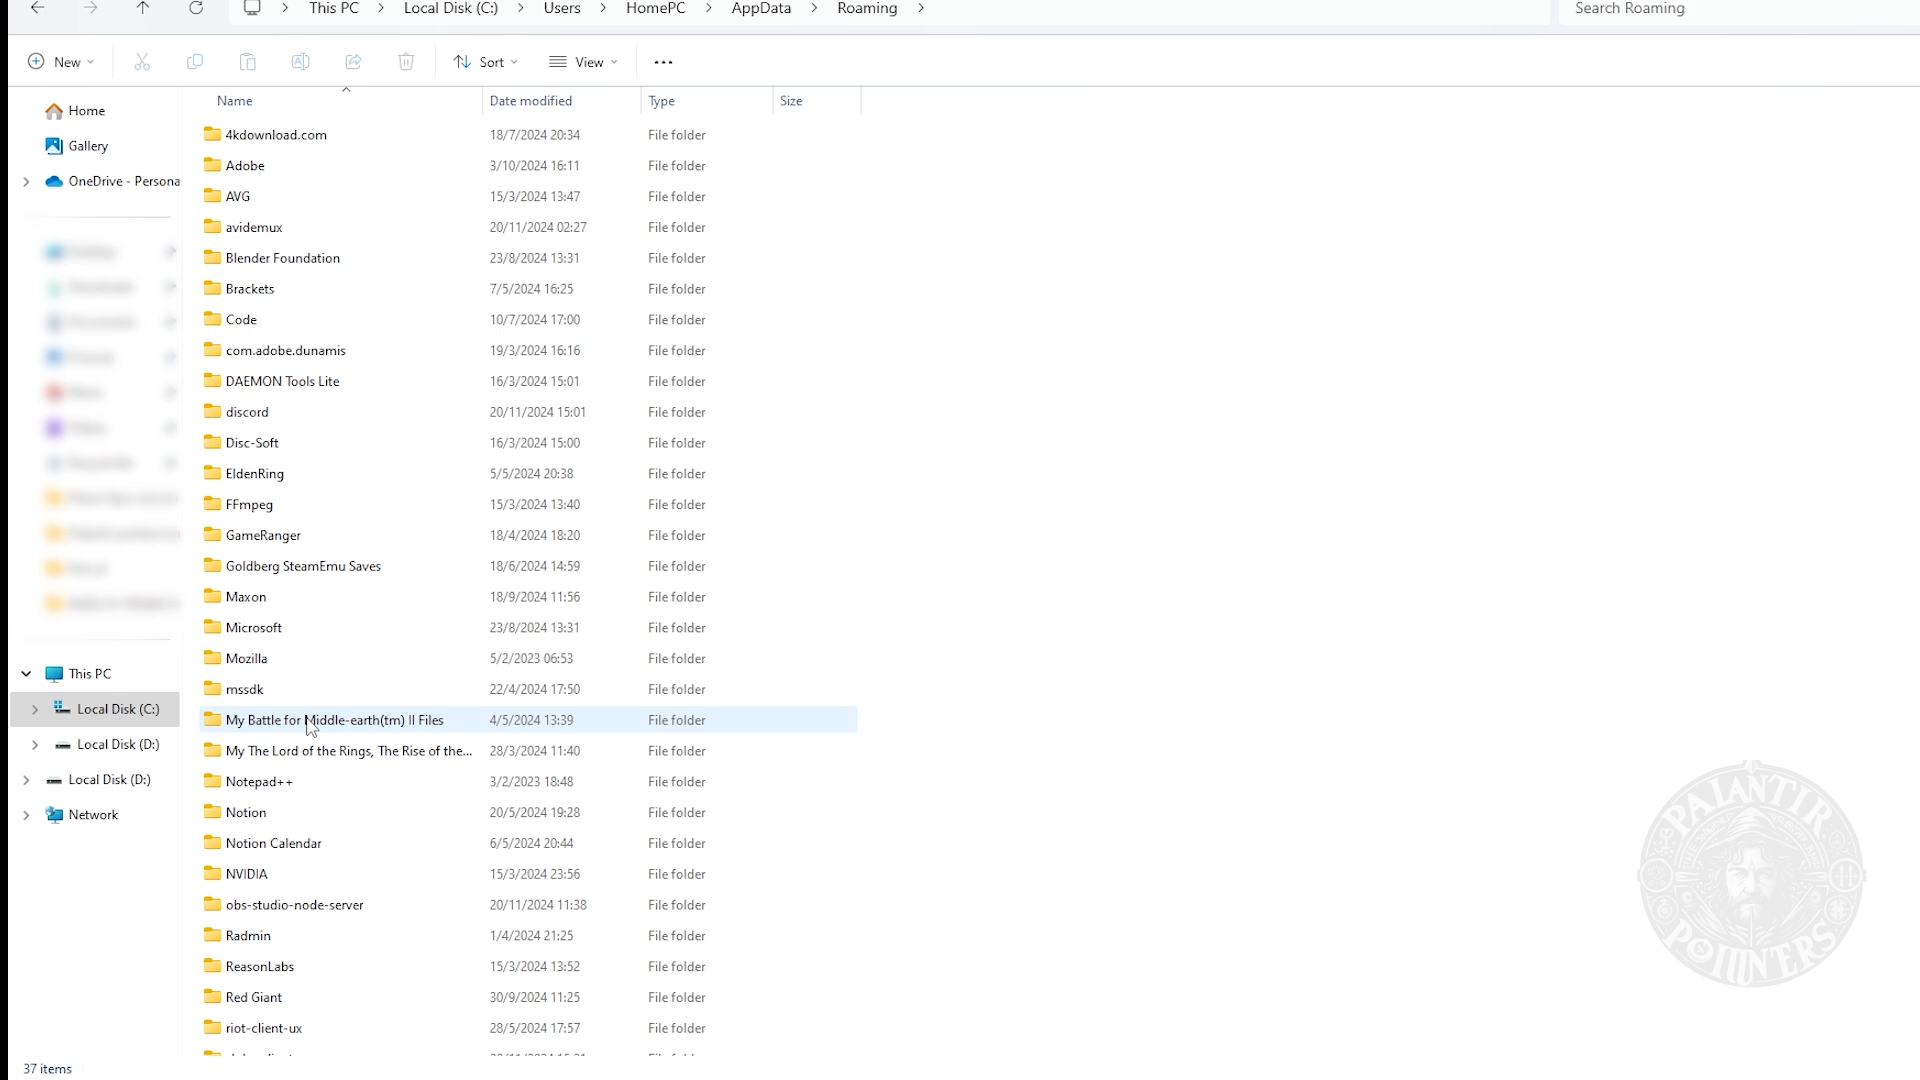 This PC > Local Disk (C:) > Users > HomePC > AppData > Roaming >
Search Roaming
New
Sort
View
Name Date modified Type Size
Home
Gallery
OneDrive - Persona
This PC
Local Disk (C:)
Local Disk (D:)
Local Disk (D:)
Network
4kdownload.com 18/7/2024 20:34 File folder
Adobe 3/10/2024 16:11 File folder
AVG 15/3/2024 13:47 File folder
avidemux 20/11/2024 02:27 File folder
Blender Foundation 23/8/2024 13:31 File folder
Brackets 7/5/2024 16:25 File folder
Code 10/7/2024 17:00 File folder
com.adobe.dunamis 19/3/2024 16:16 File folder
DAEMON Tools Lite 16/3/2024 15:01 File folder
discord 20/11/2024 15:01 File folder
Disc-Soft 16/3/2024 15:00 File folder
EldenRing 5/5/2024 20:38 File folder
FFmpeg 15/3/2024 13:40 File folder
GameRanger 18/4/2024 18:20 File folder
Goldberg SteamEmu Saves 18/6/2024 14:59 File folder
Maxon 18/9/2024 11:56 File folder
Microsoft 23/8/2024 13:31 File folder
Mozilla 5/2/2023 06:53 File folder
mssdk 22/4/2024 17:50 File folder
My Battle for Middle-earth(tm) II Files 4/5/2024 13:39 File folder
My The Lord of the Rings, The Rise of the... 28/3/2024 11:40 File folder
Notepad++ 3/2/2023 18:48 File folder
Notion 20/5/2024 19:28 File folder
Notion Calendar 6/5/2024 20:44 File folder
NVIDIA 15/3/2024 23:56 File folder
obs-studio-node-server 20/11/2024 11:38 File folder
Radmin 1/4/2024 21:25 File folder
ReasonLabs 15/3/2024 13:52 File folder
Red Giant 30/9/2024 11:25 File folder
riot-client-ux 28/5/2024 17:57 File folder
37 items
PALANTIR